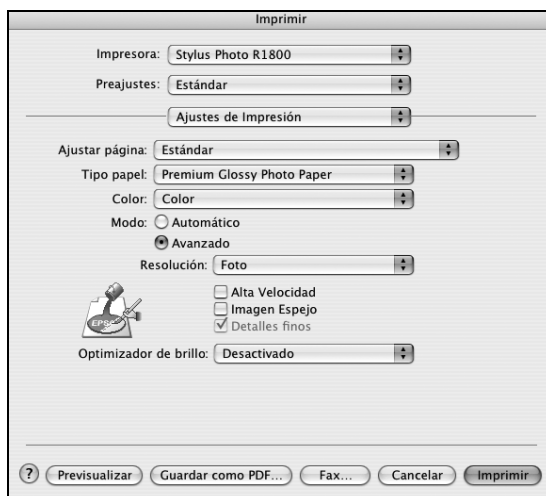 Imprimir
Impresora: Stylus Photo R1800
Preajustes: Estándar
Ajustes de Impresión
Ajustar página: Estándar
Tipo papel: Premium Glossy Photo Paper
Color: Color
Modo: Automático
Avanzado
Resolución: Foto
Alta Velocidad
Imagen Espejo
EPSON
Detalles finos
Optimizador de brillo: Desactivado
? Previsualizar Guardar como PDF... Fax... Cancelar Imprimir